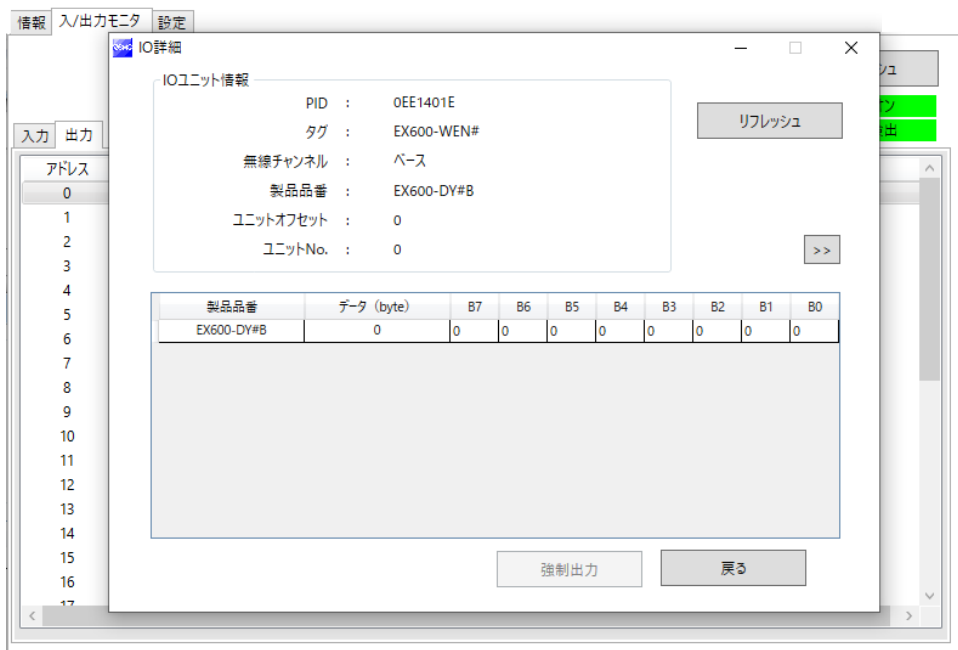 情報 入/出力モニタ 設定
IO詳細
IOユニット情報
PID : 0EE1401E
タグ : EX600-WEN#
無線チャンネル : ベース
製品品番 : EX600-DY#B
ユニットオフセット : 0
ユニットNo. : 0
リフレッシュ
>>
入力 出力
アドレス
0
1
2
3
4
5
6
7
8
9
10
11
12
13
14
15
16
17
製品品番 データ (byte) B7 B6 B5 B4 B3 B2 B1 B0
EX600-DY#B 0 0 0 0 0 0 0 0 0
強制出力 戻る